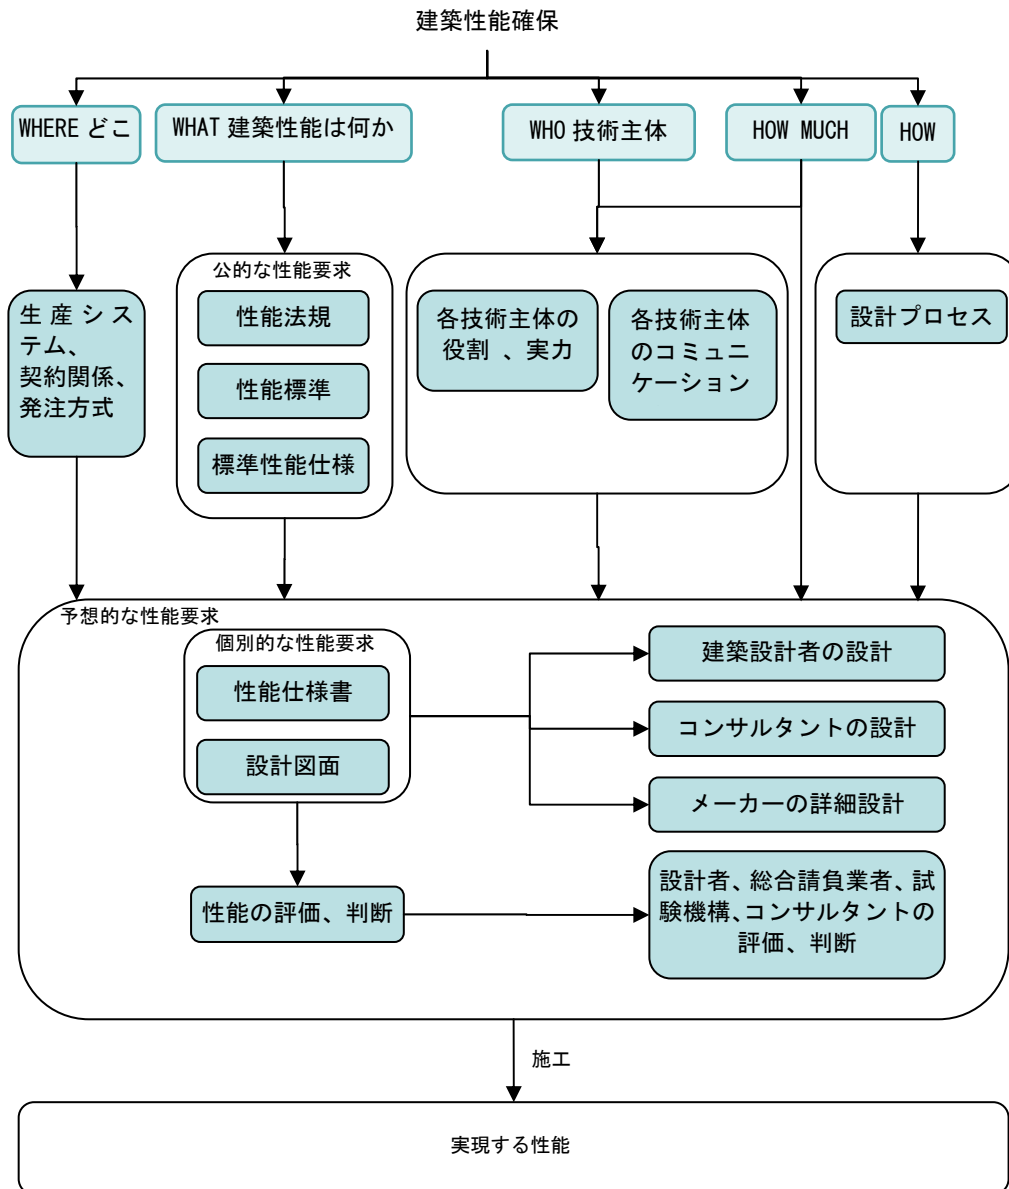 建築性能確保
WHERE どこ
WHAT 建築性能は何か
WHO 技術主体
HOW MUCH
HOW
生産シス
テム、
契約関係、
発注方式
公的な性能要求
性能法規
性能標準
標準性能仕様
各技術主体の
役割 、実力
各技術主体
のコミュニ
ケーション
設計プロセス
予想的な性能要求
個別的な性能要求
性能仕様書
設計図面
建築設計者の設計
コンサルタントの設計
メーカーの詳細設計
性能の評価、判断
設計者、総合請負業者、試
験機構、コンサルタントの
評価、判断
施工
実現する性能